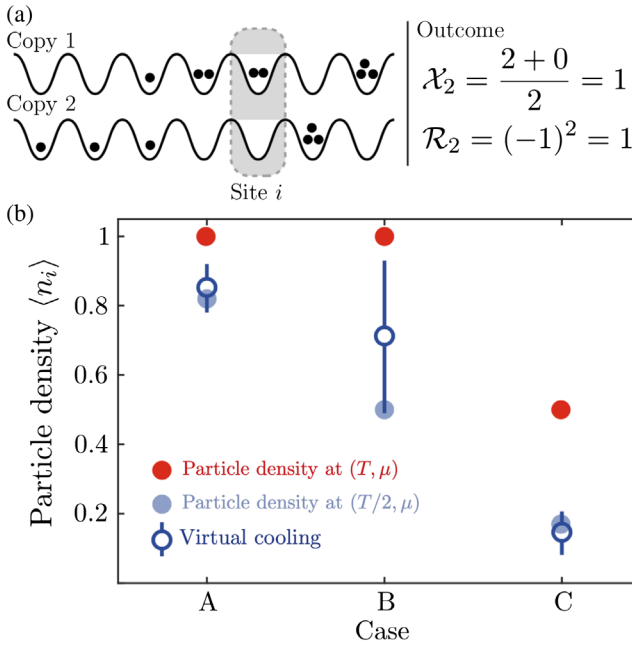 (a)
Copy 1
Copy 2
Site i
Outcome
𝒳₂ = (2 + 0)/2 = 1
ℛ₂ = (−1)² = 1
(b)
Particle density ⟨nᵢ⟩
1
0.8
0.6
0.4
0.2
Particle density at (T, μ)
Particle density at (T/2, μ)
Virtual cooling
A
B
C
Case